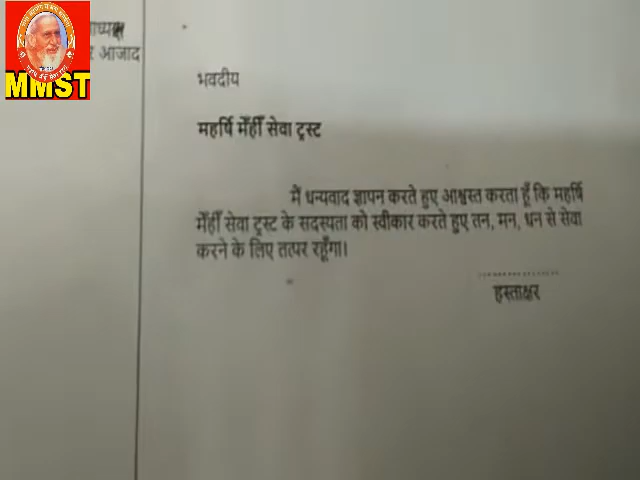 MMST
आजाद
भवदीय
महर्षि मेँहीँ सेवा ट्रस्ट
मैं धन्यवाद ज्ञापन करते हुए आश्वस्त करता हूँ कि महर्षि
मेँहीँ सेवा ट्रस्ट के सदस्यता को स्वीकार करते हुए तन, मन, धन से सेवा
करने के लिए तत्पर रहूँगा।
हस्ताक्षर